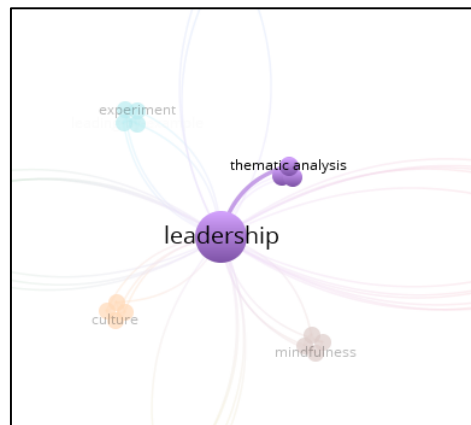 experiment
thematic analysis
leadership
culture
mindfulness